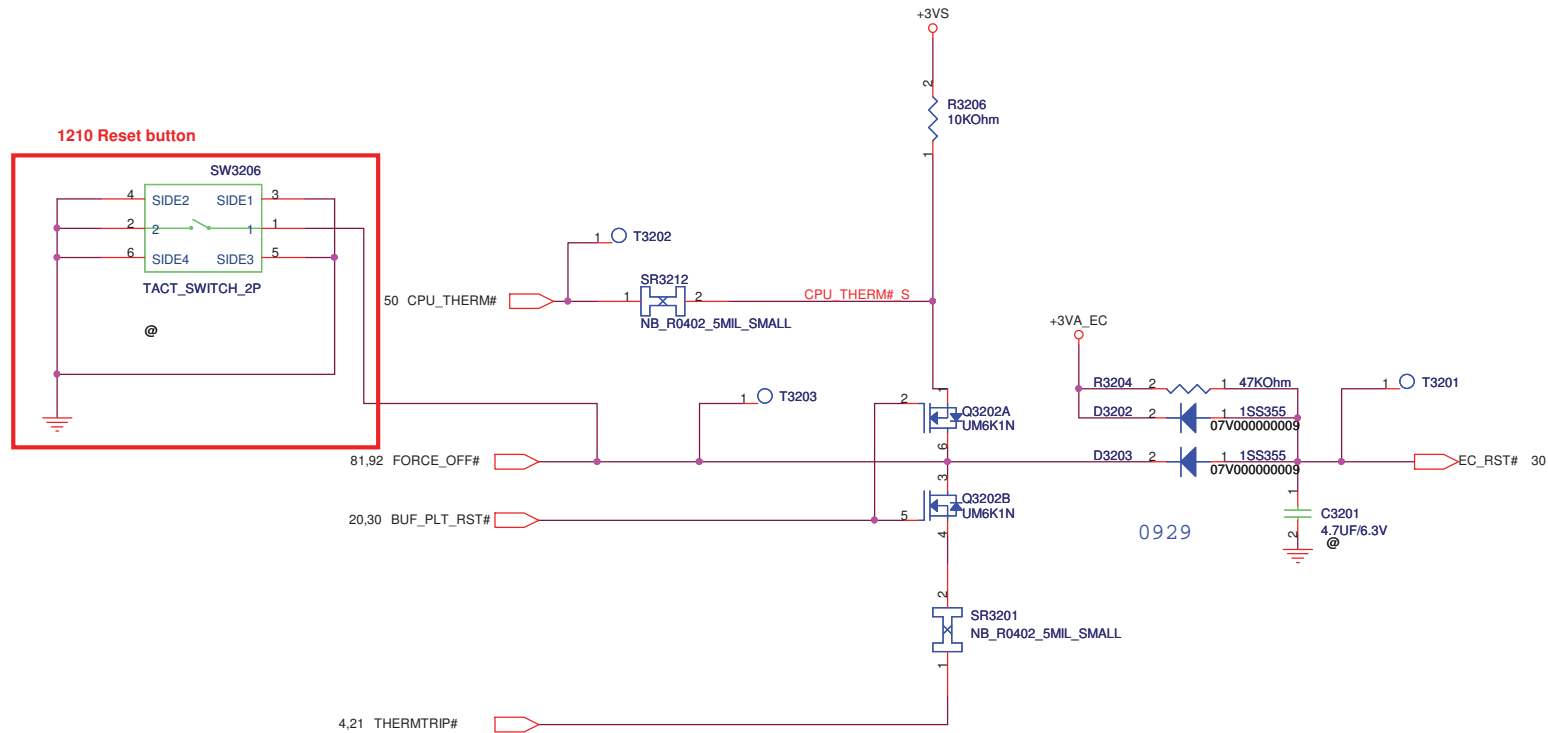 +3VS
2
R3206
10KOhm
1
1210 Reset button
SW3206
4 SIDE2 SIDE1 3
2 2 1 1
6 SIDE4 SIDE3 5
TACT_SWITCH_2P
@
1 T3202
SR3212
50 CPU_THERM# 1 2 CPU_THERM#_S
NB_R0402_5MIL_SMALL
+3VA_EC
R3204 2 1 47KOhm
1 T3201
1 T3203
2
1
Q3202A
UM6K1N
6
D3202 2 1 1SS355
07V000000009
81,92 FORCE_OFF#
D3203 2 1 1SS355
07V000000009
EC_RST# 30
3
Q3202B
UM6K1N
20,30 BUF_PLT_RST# 5
4
1
C3201
4.7UF/6.3V
2
@
0929
2
SR3201
NB_R0402_5MIL_SMALL
1
4,21 THERMTRIP#